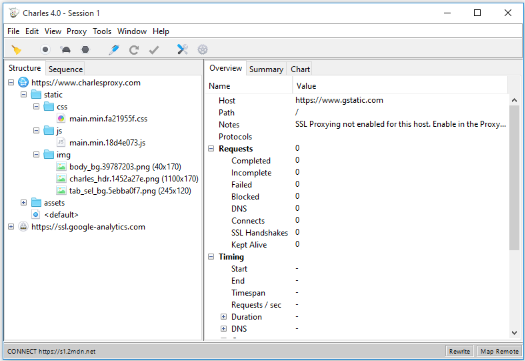 Charles 4.0 - Session 1
File Edit View Proxy Tools Window Help
Structure Sequence
https://www.charlesproxy.com
static
css
main.min.fa21955f.css
js
main.min.18d4e073.js
img
body_bg.39787203.png (40x170)
charles_hdr.1452a27e.png (1100x170)
tab_sel_bg.5ebba0f7.png (245x120)
assets
<default>
https://ssl.google-analytics.com
Overview Summary Chart
Name Value
Host https://www.gstatic.com
Path /
Notes SSL Proxying not enabled for this host. Enable in the Proxy...
Protocols
Requests 0
Completed 0
Incomplete 0
Failed 0
Blocked 0
DNS 0
Connects 0
SSL Handshakes 0
Kept Alive 0
Timing
Start -
End -
Timespan -
Requests / sec -
Duration -
DNS -
CONNECT https://s1.2mdn.net
Rewrite Map Remote